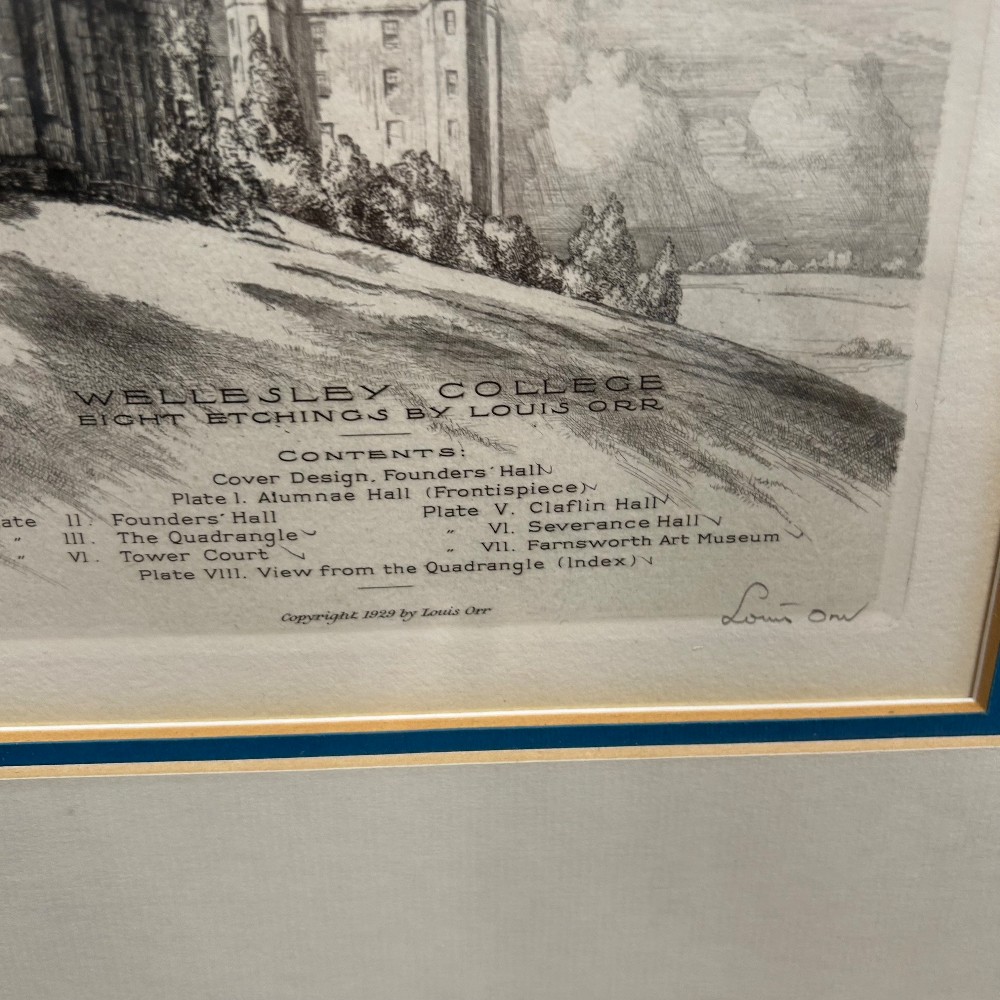 WELLESLEY COLLEGE
EIGHT ETCHINGS BY LOUIS ORR
CONTENTS:
Cover Design, Founders' Hall
Plate I. Alumnae Hall (Frontispiece)
ate II. Founders' Hall Plate V. Claflin Hall
" III. The Quadrangle " VI. Severance Hall
" VI. Tower Court " VII. Farnsworth Art Museum
Plate VIII. View from the Quadrangle (Index)
Copyright 1929 by Louis Orr
Louis Orr